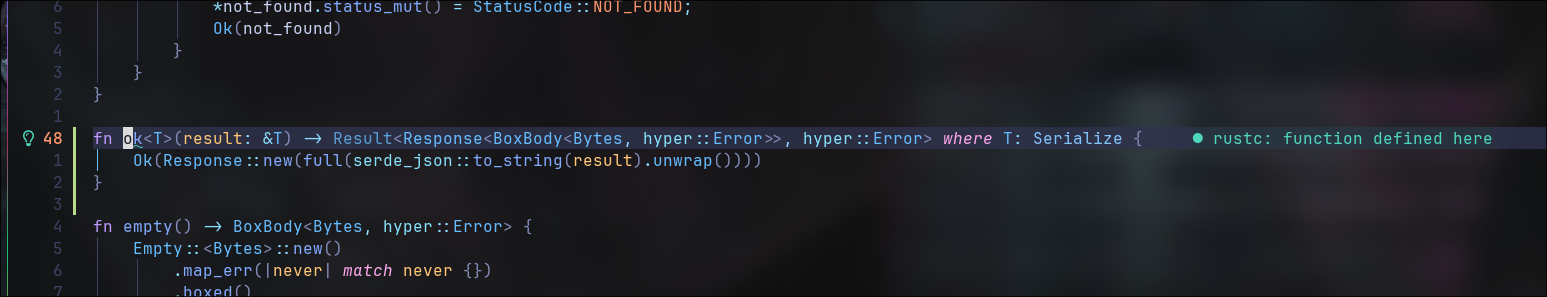 6 *not_found.status_mut() = StatusCode::NOT_FOUND;
5 Ok(not_found)
4 }
3 }
2 }
1
48 fn ok<T>(result: &T) -> Result<Response<BoxBody<Bytes, hyper::Error>>, hyper::Error> where T: Serialize { ● rustc: function defined here
1 Ok(Response::new(full(serde_json::to_string(result).unwrap())))
2 }
3
4 fn empty() -> BoxBody<Bytes, hyper::Error> {
5 Empty::<Bytes>::new()
6 .map_err(|never| match never {})
7 .boxed()